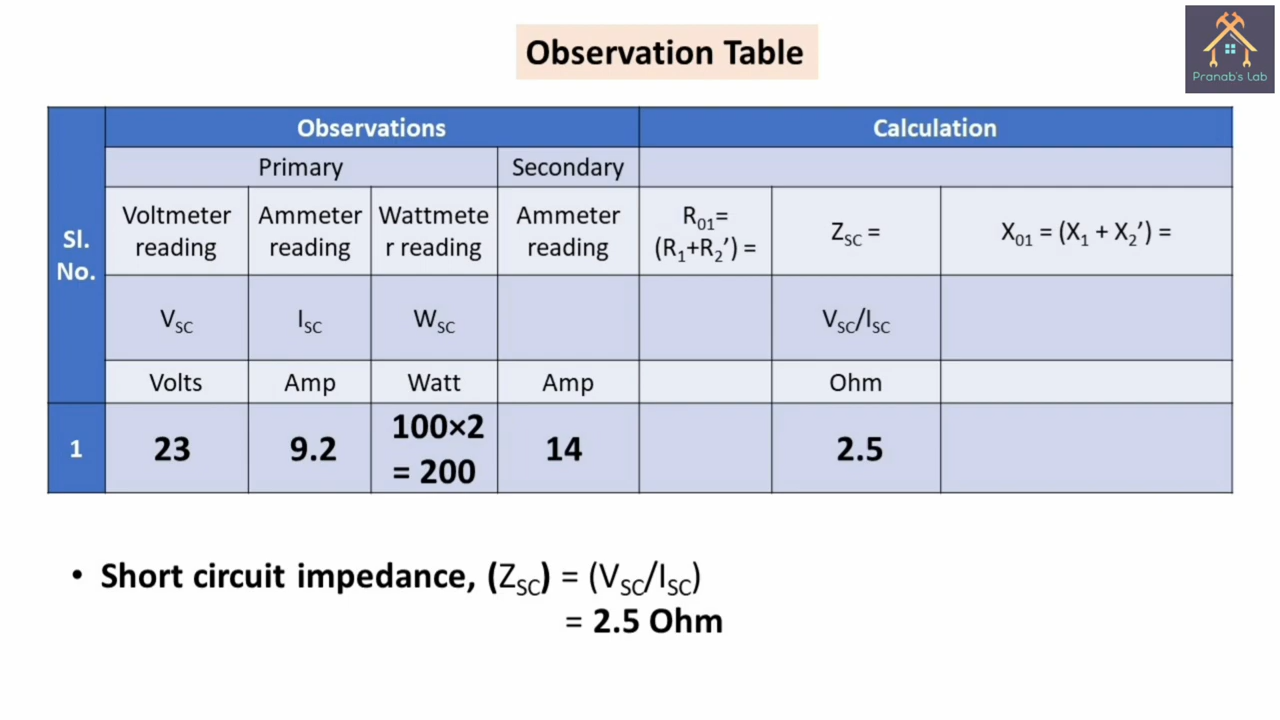 Observation Table
Pranab's Lab
Sl.
No.
Observations
Calculation
Primary
Secondary
Voltmeter
reading
Ammeter
reading
Wattmete
r reading
Ammeter
reading
R01=
(R1+R2’) =
ZSC =
X01 = (X1 + X2’) =
VSC
ISC
WSC
VSC/ISC
Volts
Amp
Watt
Amp
Ohm
1
23
9.2
100×2
= 200
14
2.5
• Short circuit impedance, (ZSC) = (VSC/ISC)
= 2.5 Ohm